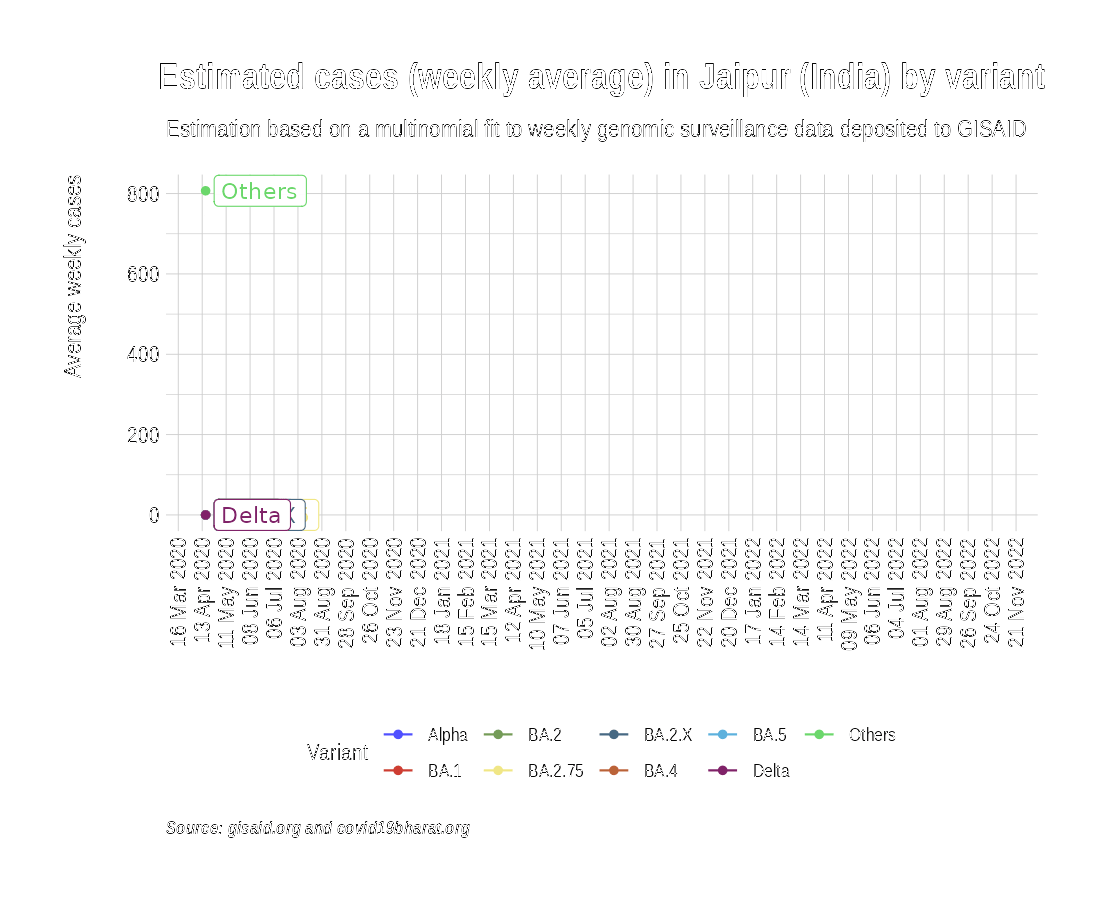 Estimated cases (weekly average) in Jaipur (India) by variant
Estimation based on a multinomial fit to weekly genomic surveillance data deposited to GISAID
Average weekly cases
800
600
400
200
0
Others
Delta
X
16 Mar 2020
13 Apr 2020
11 May 2020
08 Jun 2020
06 Jul 2020
03 Aug 2020
31 Aug 2020
28 Sep 2020
26 Oct 2020
23 Nov 2020
21 Dec 2020
18 Jan 2021
15 Feb 2021
15 Mar 2021
12 Apr 2021
10 May 2021
07 Jun 2021
05 Jul 2021
02 Aug 2021
30 Aug 2021
27 Sep 2021
25 Oct 2021
22 Nov 2021
20 Dec 2021
17 Jan 2022
14 Feb 2022
14 Mar 2022
11 Apr 2022
09 May 2022
06 Jun 2022
04 Jul 2022
01 Aug 2022
29 Aug 2022
26 Sep 2022
24 Oct 2022
21 Nov 2022
Variant
Alpha BA.2 BA.2.X BA.5 Others
BA.1 BA.2.75 BA.4 Delta
Source: gisaid.org and covid19bharat.org